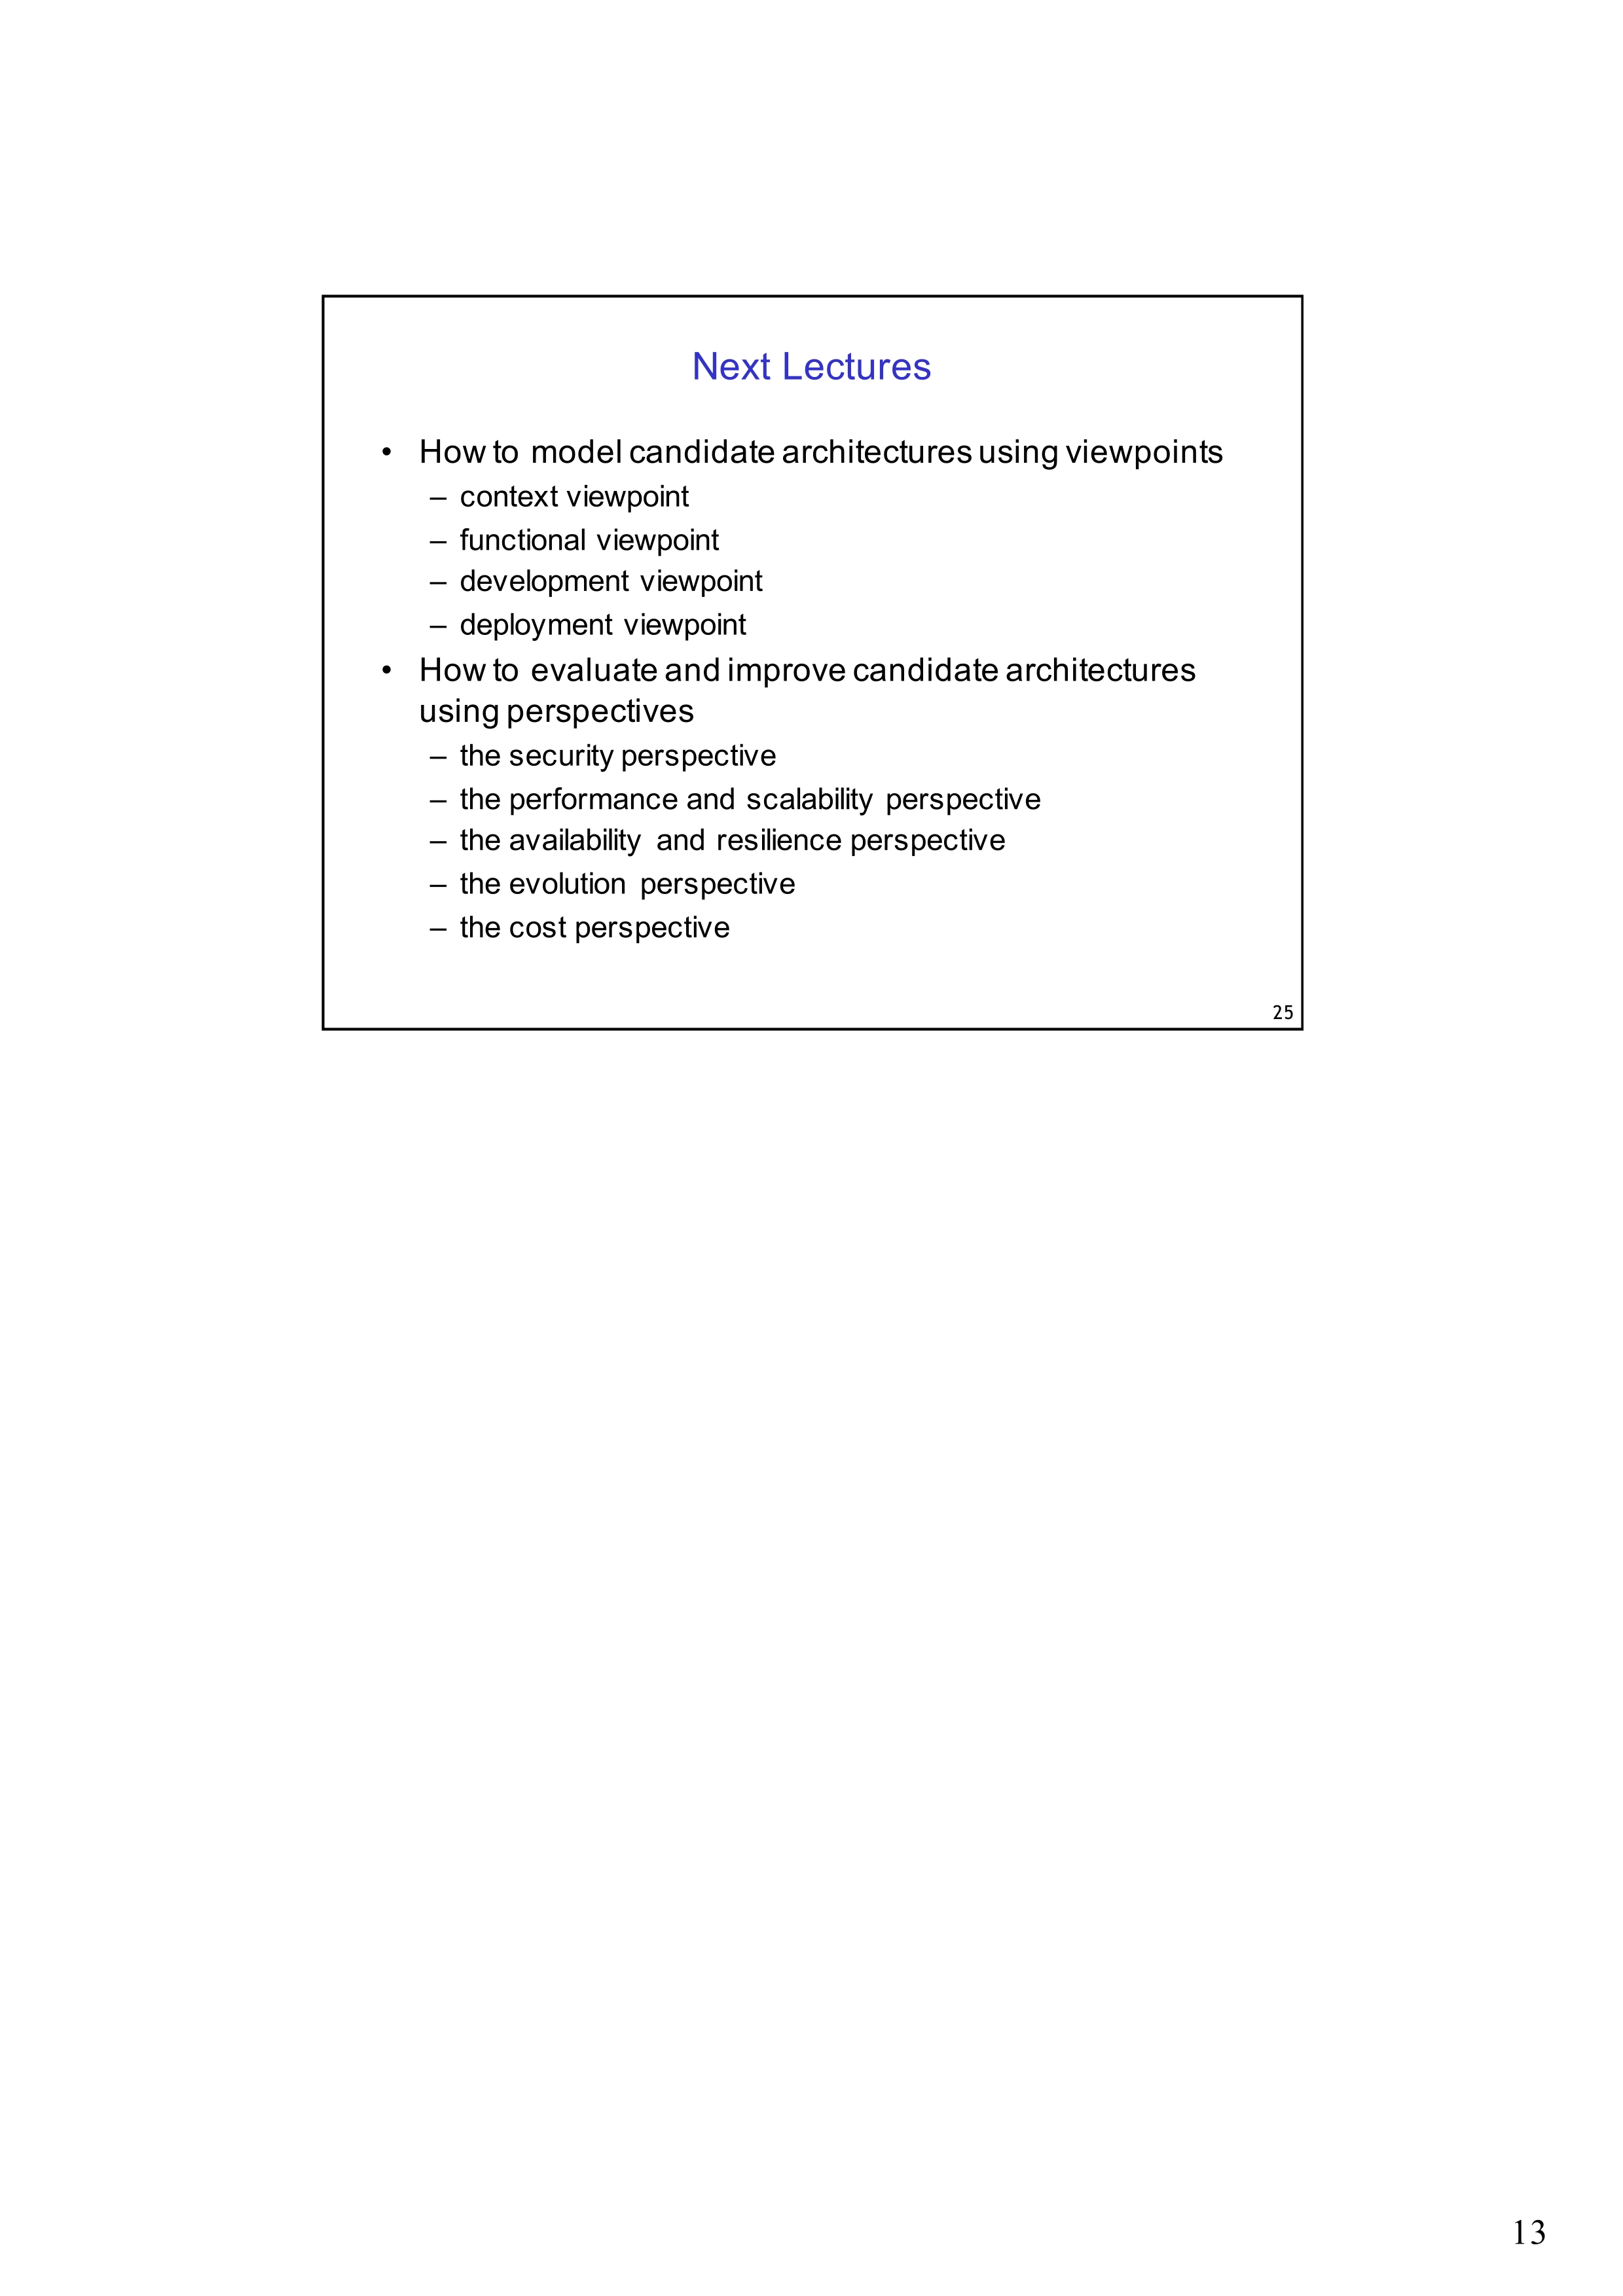 Next Lectures
• How to model candidate architectures using viewpoints
– context viewpoint
– functional viewpoint
– development viewpoint
– deployment viewpoint
• How to evaluate and improve candidate architectures
using perspectives
– the security perspective
– the performance and scalability perspective
– the availability and resilience perspective
– the evolution perspective
– the cost perspective
25
13